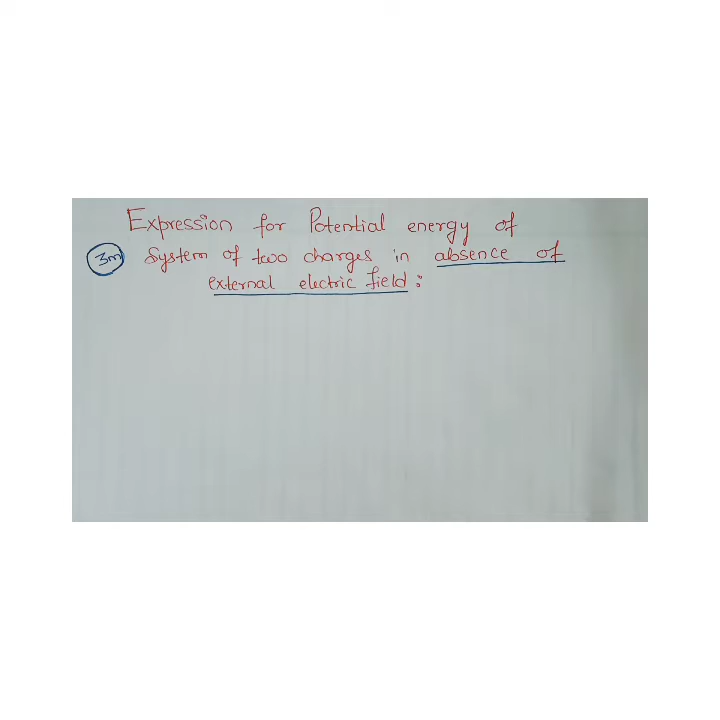 Expression for Potential energy of
3m System of two charges in absence of
external electric field: